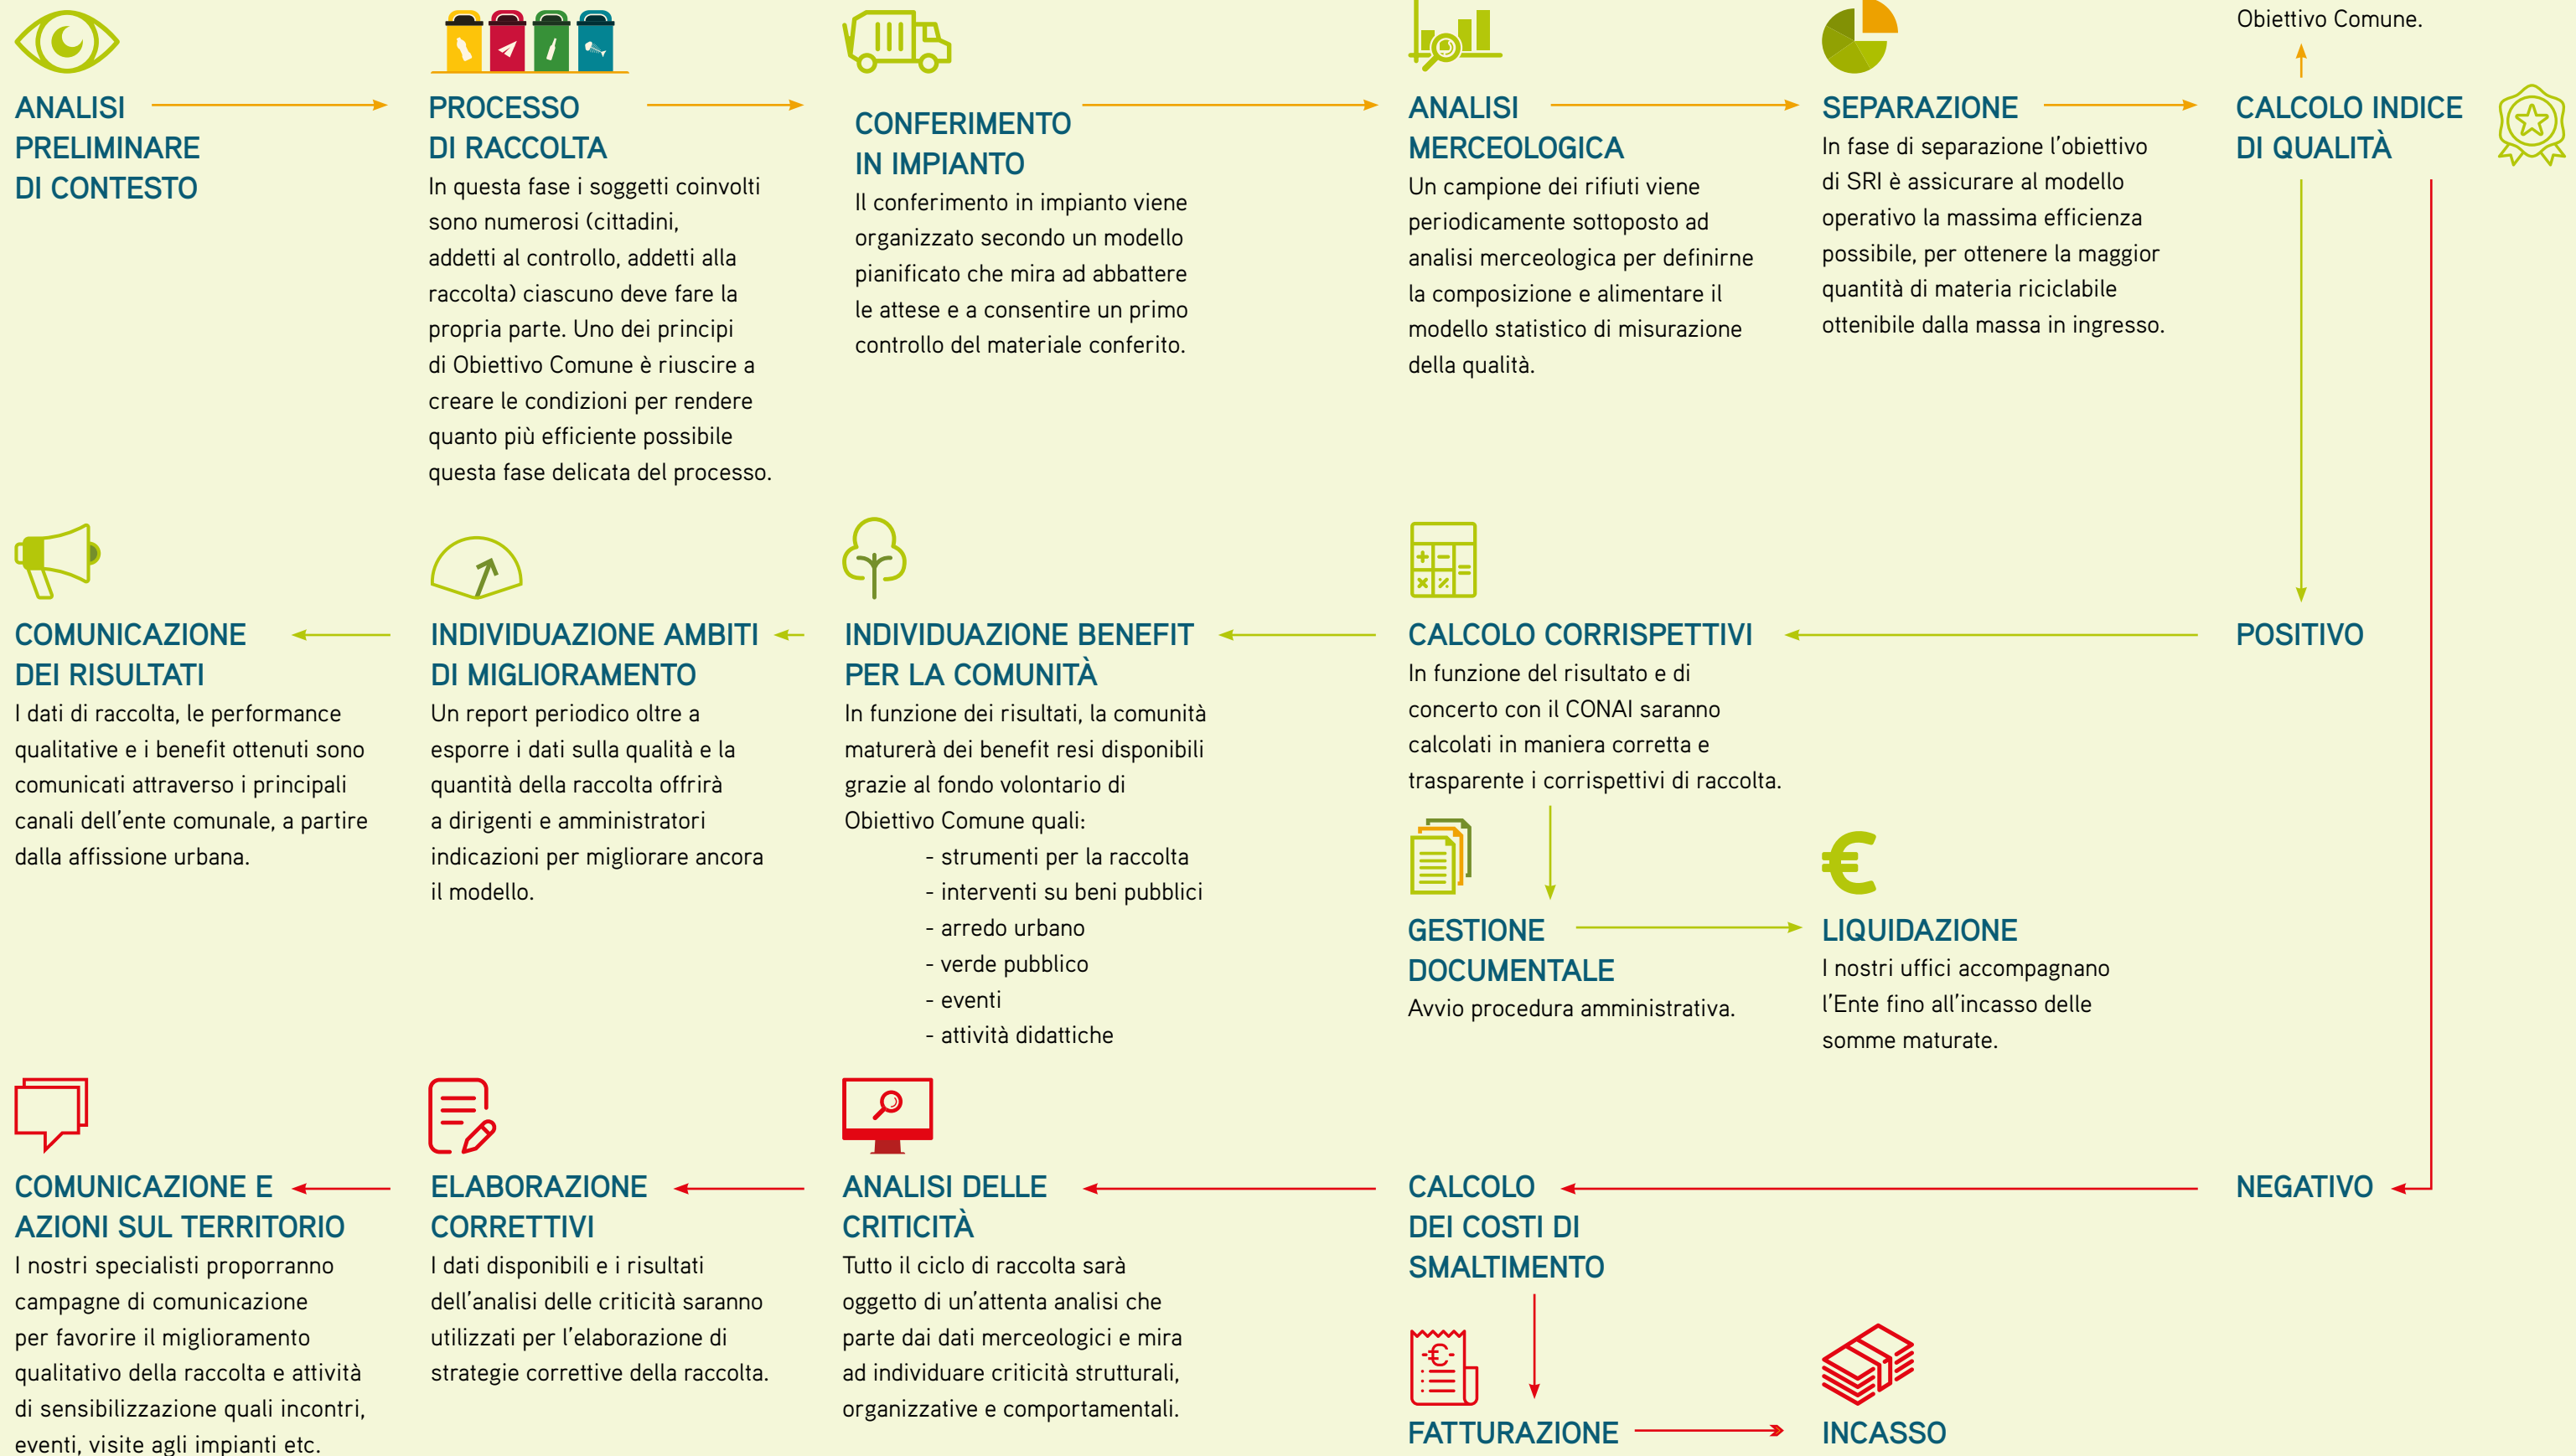 Obiettivo Comune.
ANALISI
PRELIMINARE
DI CONTESTO
PROCESSO
DI RACCOLTA
In questa fase i soggetti coinvolti
sono numerosi (cittadini,
addetti al controllo, addetti alla
raccolta) ciascuno deve fare la
propria parte. Uno dei principi
di Obiettivo Comune è riuscire a
creare le condizioni per rendere
quanto più efficiente possibile
questa fase delicata del processo.
CONFERIMENTO
IN IMPIANTO
Il conferimento in impianto viene
organizzato secondo un modello
pianificato che mira ad abbattere
le attese e a consentire un primo
controllo del materiale conferito.
ANALISI
MERCEOLOGICA
Un campione dei rifiuti viene
periodicamente sottoposto ad
analisi merceologica per definirne
la composizione e alimentare il
modello statistico di misurazione
della qualità.
SEPARAZIONE
In fase di separazione l'obiettivo
di SRI è assicurare al modello
operativo la massima efficienza
possibile, per ottenere la maggior
quantità di materia riciclabile
ottenibile dalla massa in ingresso.
CALCOLO INDICE
DI QUALITÀ
POSITIVO
CALCOLO CORRISPETTIVI
In funzione del risultato e di
concerto con il CONAI saranno
calcolati in maniera corretta e
trasparente i corrispettivi di raccolta.
GESTIONE
DOCUMENTALE
Avvio procedura amministrativa.
€
LIQUIDAZIONE
I nostri uffici accompagnano
l'Ente fino all'incasso delle
somme maturate.
INDIVIDUAZIONE BENEFIT
PER LA COMUNITÀ
In funzione dei risultati, la comunità
maturerà dei benefit resi disponibili
grazie al fondo volontario di
Obiettivo Comune quali:
- strumenti per la raccolta
- interventi su beni pubblici
- arredo urbano
- verde pubblico
- eventi
- attività didattiche
INDIVIDUAZIONE AMBITI
DI MIGLIORAMENTO
Un report periodico oltre a
esporre i dati sulla qualità e la
quantità della raccolta offrirà
a dirigenti e amministratori
indicazioni per migliorare ancora
il modello.
COMUNICAZIONE
DEI RISULTATI
I dati di raccolta, le performance
qualitative e i benefit ottenuti sono
comunicati attraverso i principali
canali dell'ente comunale, a partire
dalla affissione urbana.
NEGATIVO
CALCOLO
DEI COSTI DI
SMALTIMENTO
FATTURAZIONE
INCASSO
ANALISI DELLE
CRITICITÀ
Tutto il ciclo di raccolta sarà
oggetto di un'attenta analisi che
parte dai dati merceologici e mira
ad individuare criticità strutturali,
organizzative e comportamentali.
ELABORAZIONE
CORRETTIVI
I dati disponibili e i risultati
dell'analisi delle criticità saranno
utilizzati per l'elaborazione di
strategie correttive della raccolta.
COMUNICAZIONE E
AZIONI SUL TERRITORIO
I nostri specialisti proporranno
campagne di comunicazione
per favorire il miglioramento
qualitativo della raccolta e attività
di sensibilizzazione quali incontri,
eventi, visite agli impianti etc.